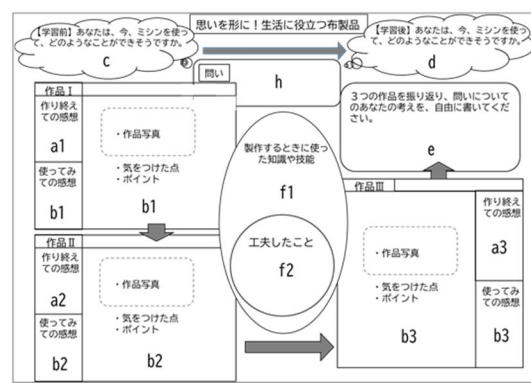 思いを形に！生活に役立つ布製品
【学習前】あなたは、今、ミシンを使っ
て、どのようなことができそうですか。
c
【学習後】あなたは、今、ミシンを使っ
て、どのようなことができそうですか。
d
問い
h
作品Ⅰ
作り終え
ての感想
a1
使ってみ
ての感想
b1
・作品写真
・気をつけた点
・ポイント
b1
製作するときに使っ
た知識や技能
f1
工夫したこと
f2
３つの作品を振り返り、問いについて
のあなたの考えを、自由に書いてくだ
さい。
e
作品Ⅱ
作り終え
ての感想
a2
使ってみ
ての感想
b2
・作品写真
・気をつけた点
・ポイント
b2
作品Ⅲ
・作品写真
・気をつけた点
・ポイント
b3
作り終え
ての感想
a3
使ってみ
ての感想
b3